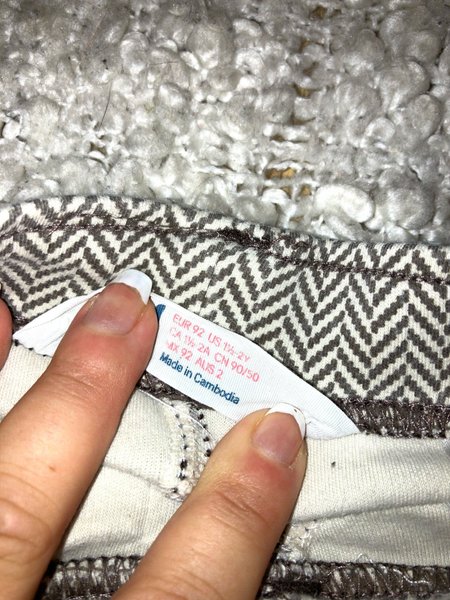 EUR 92 US 1½-2Y
CA 1½ 2A CN 90/50
MX 92 AUS 2
Made in Cambodia